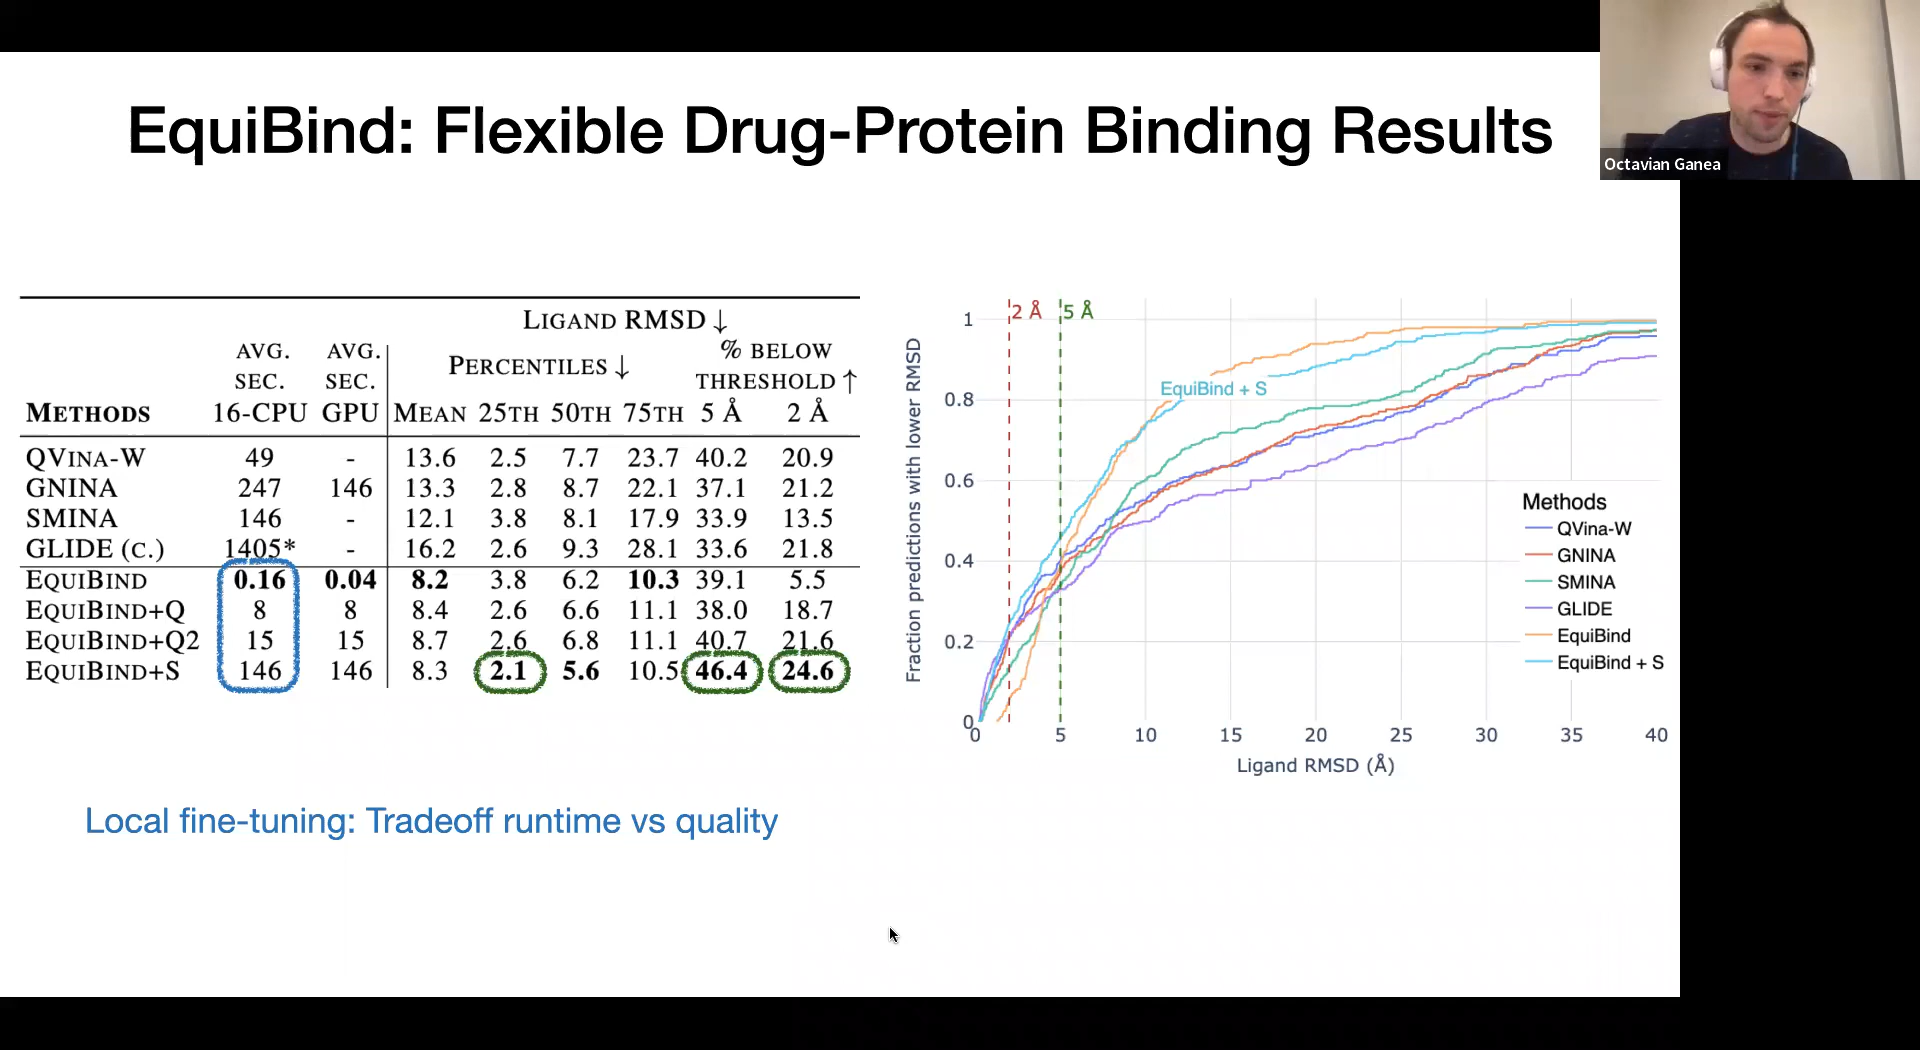 EquiBind: Flexible Drug-Protein Binding Results
Octavian Ganea
LIGAND RMSD ↓
AVG. AVG. % BELOW
SEC. SEC. PERCENTILES ↓ THRESHOLD ↑
METHODS 16-CPU GPU MEAN 25TH 50TH 75TH 5 Å 2 Å
QVINA-W 49 - 13.6 2.5 7.7 23.7 40.2 20.9
GNINA 247 146 13.3 2.8 8.7 22.1 37.1 21.2
SMINA 146 - 12.1 3.8 8.1 17.9 33.9 13.5
GLIDE (C.) 1405* - 16.2 2.6 9.3 28.1 33.6 21.8
EQUIBIND 0.16 0.04 8.2 3.8 6.2 10.3 39.1 5.5
EQUIBIND+Q 8 8 8.4 2.6 6.6 11.1 38.0 18.7
EQUIBIND+Q2 15 15 8.7 2.6 6.8 11.1 40.7 21.6
EQUIBIND+S 146 146 8.3 2.1 5.6 10.5 46.4 24.6
Local fine-tuning: Tradeoff runtime vs quality
2 Å 5 Å
Fraction predictions with lower RMSD
1
0.8
0.6
0.4
0.2
0
EquiBind + S
Methods
QVina-W
GNINA
SMINA
GLIDE
EquiBind
EquiBind + S
0 5 10 15 20 25 30 35 40
Ligand RMSD (Å)